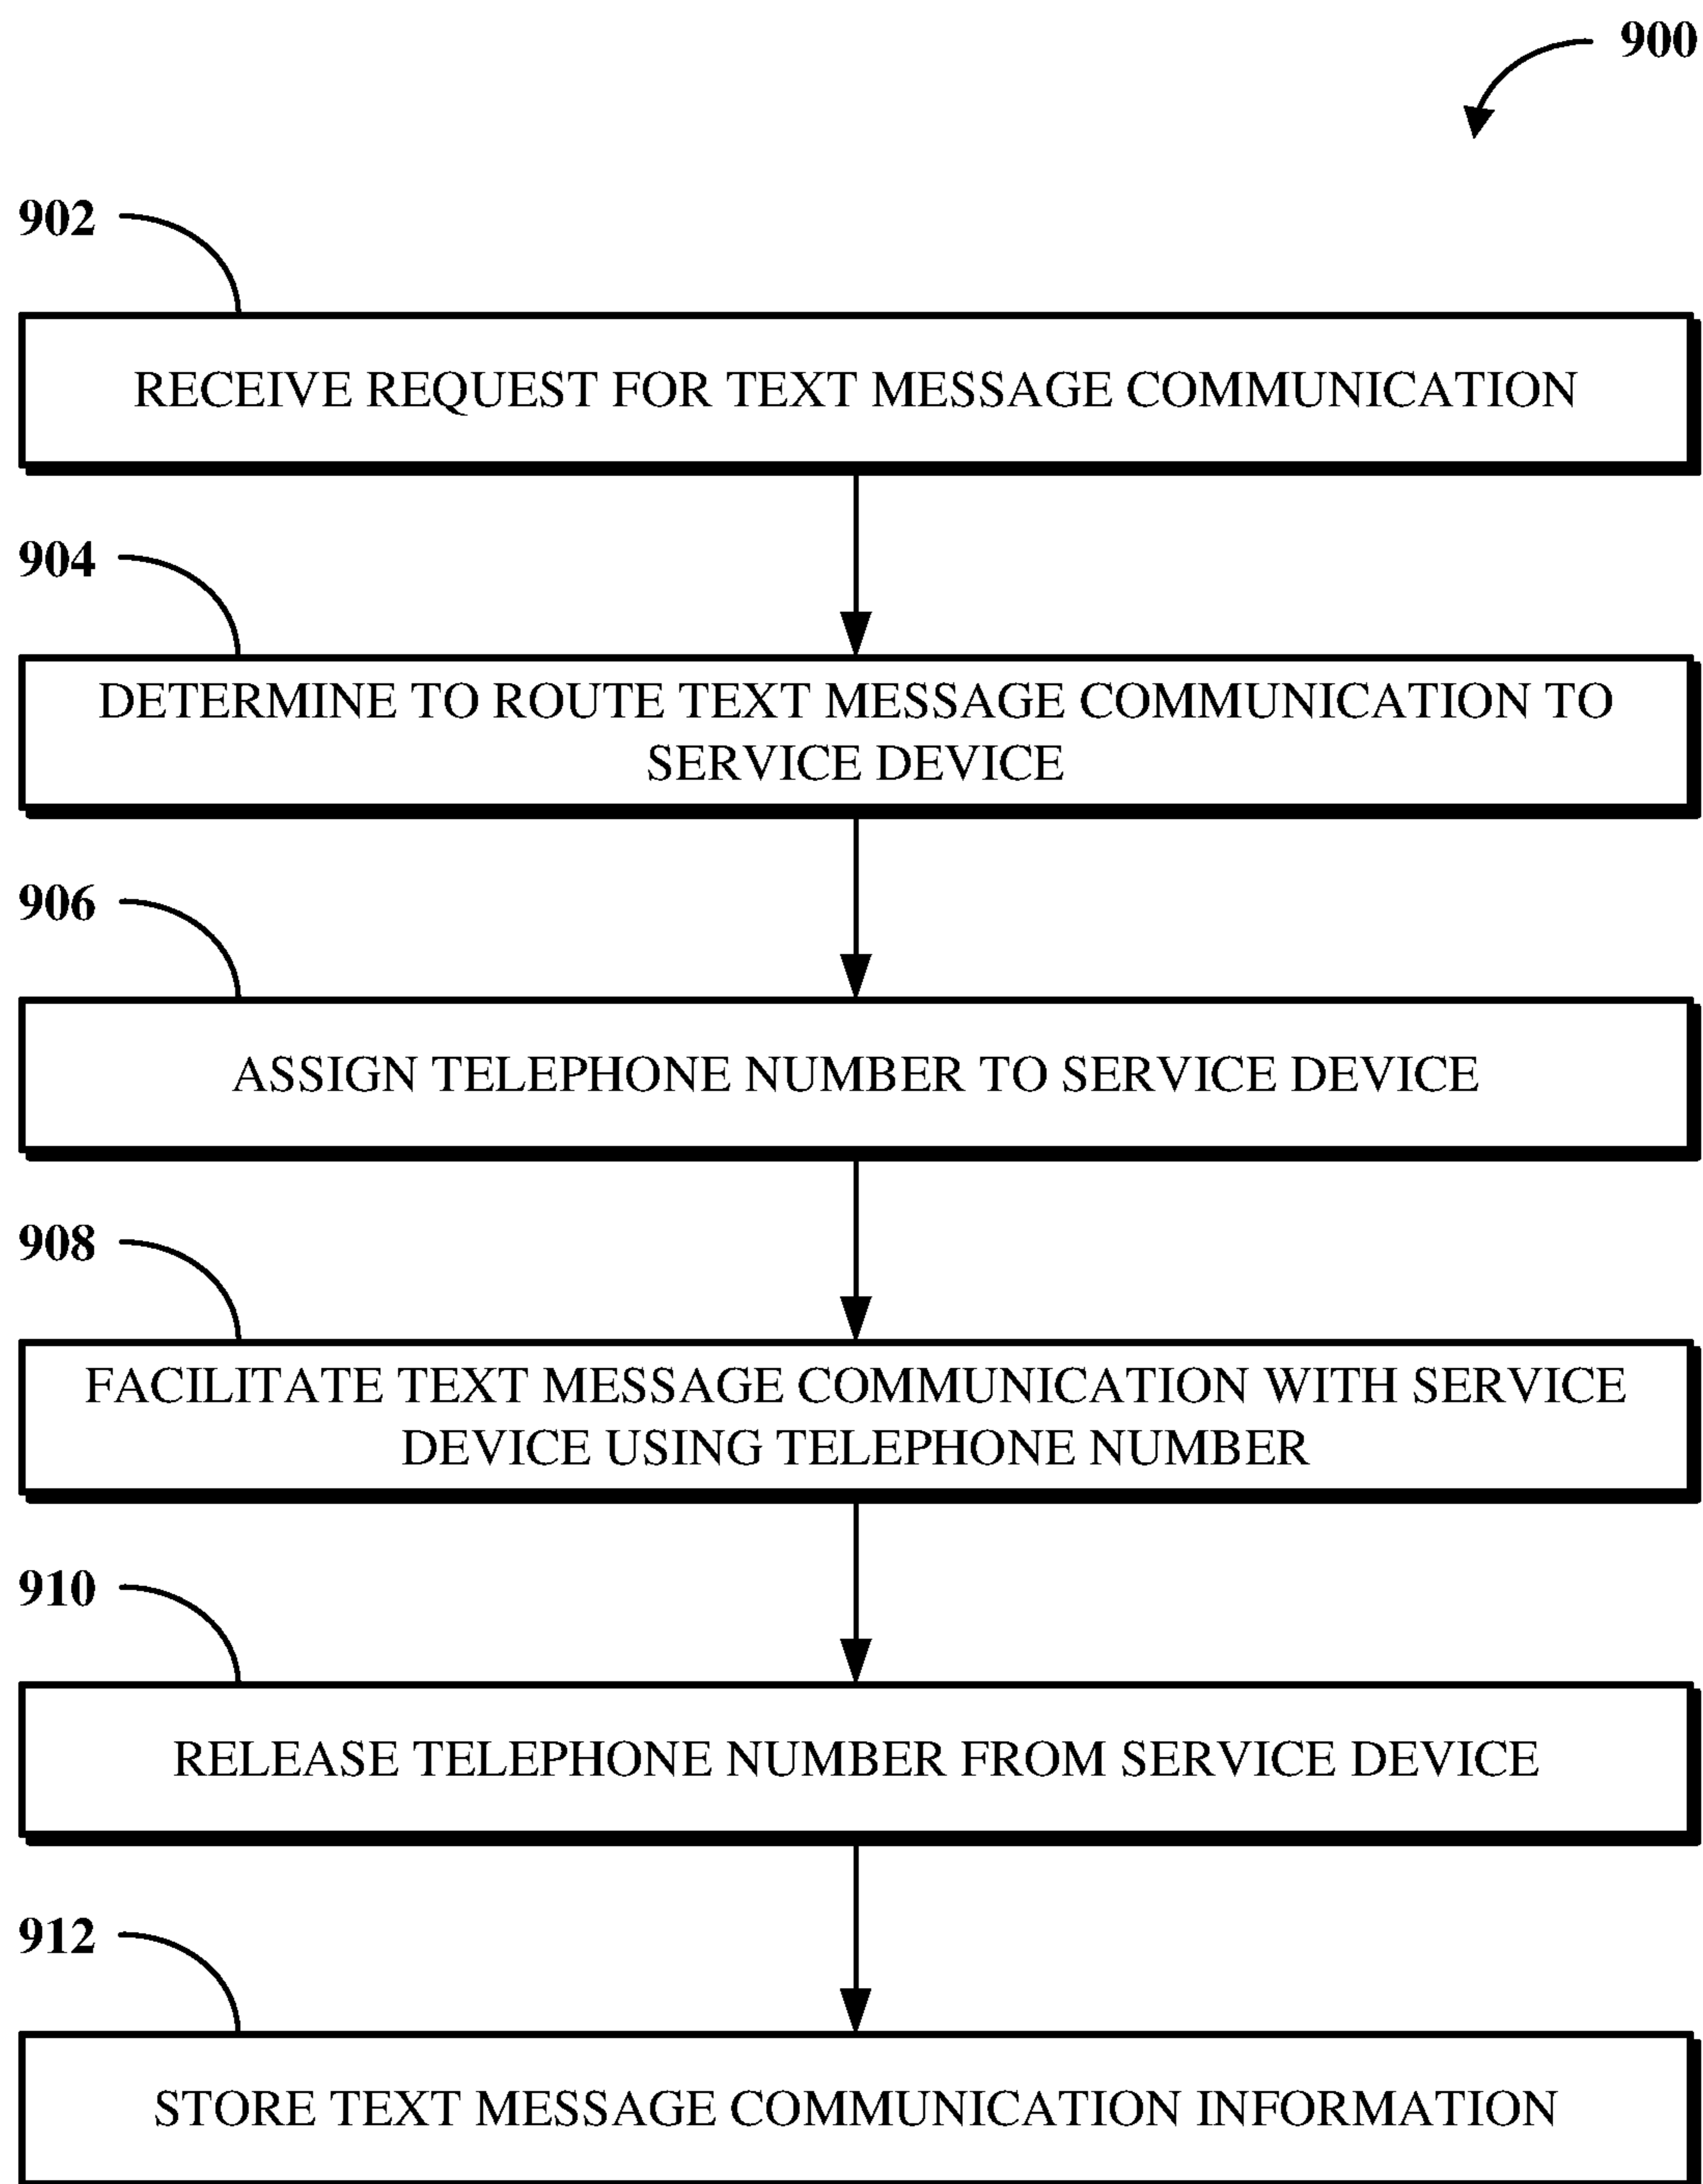 900
902
RECEIVE REQUEST FOR TEXT MESSAGE COMMUNICATION
904
DETERMINE TO ROUTE TEXT MESSAGE COMMUNICATION TO
SERVICE DEVICE
906
ASSIGN TELEPHONE NUMBER TO SERVICE DEVICE
908
FACILITATE TEXT MESSAGE COMMUNICATION WITH SERVICE
DEVICE USING TELEPHONE NUMBER
910
RELEASE TELEPHONE NUMBER FROM SERVICE DEVICE
912
STORE TEXT MESSAGE COMMUNICATION INFORMATION